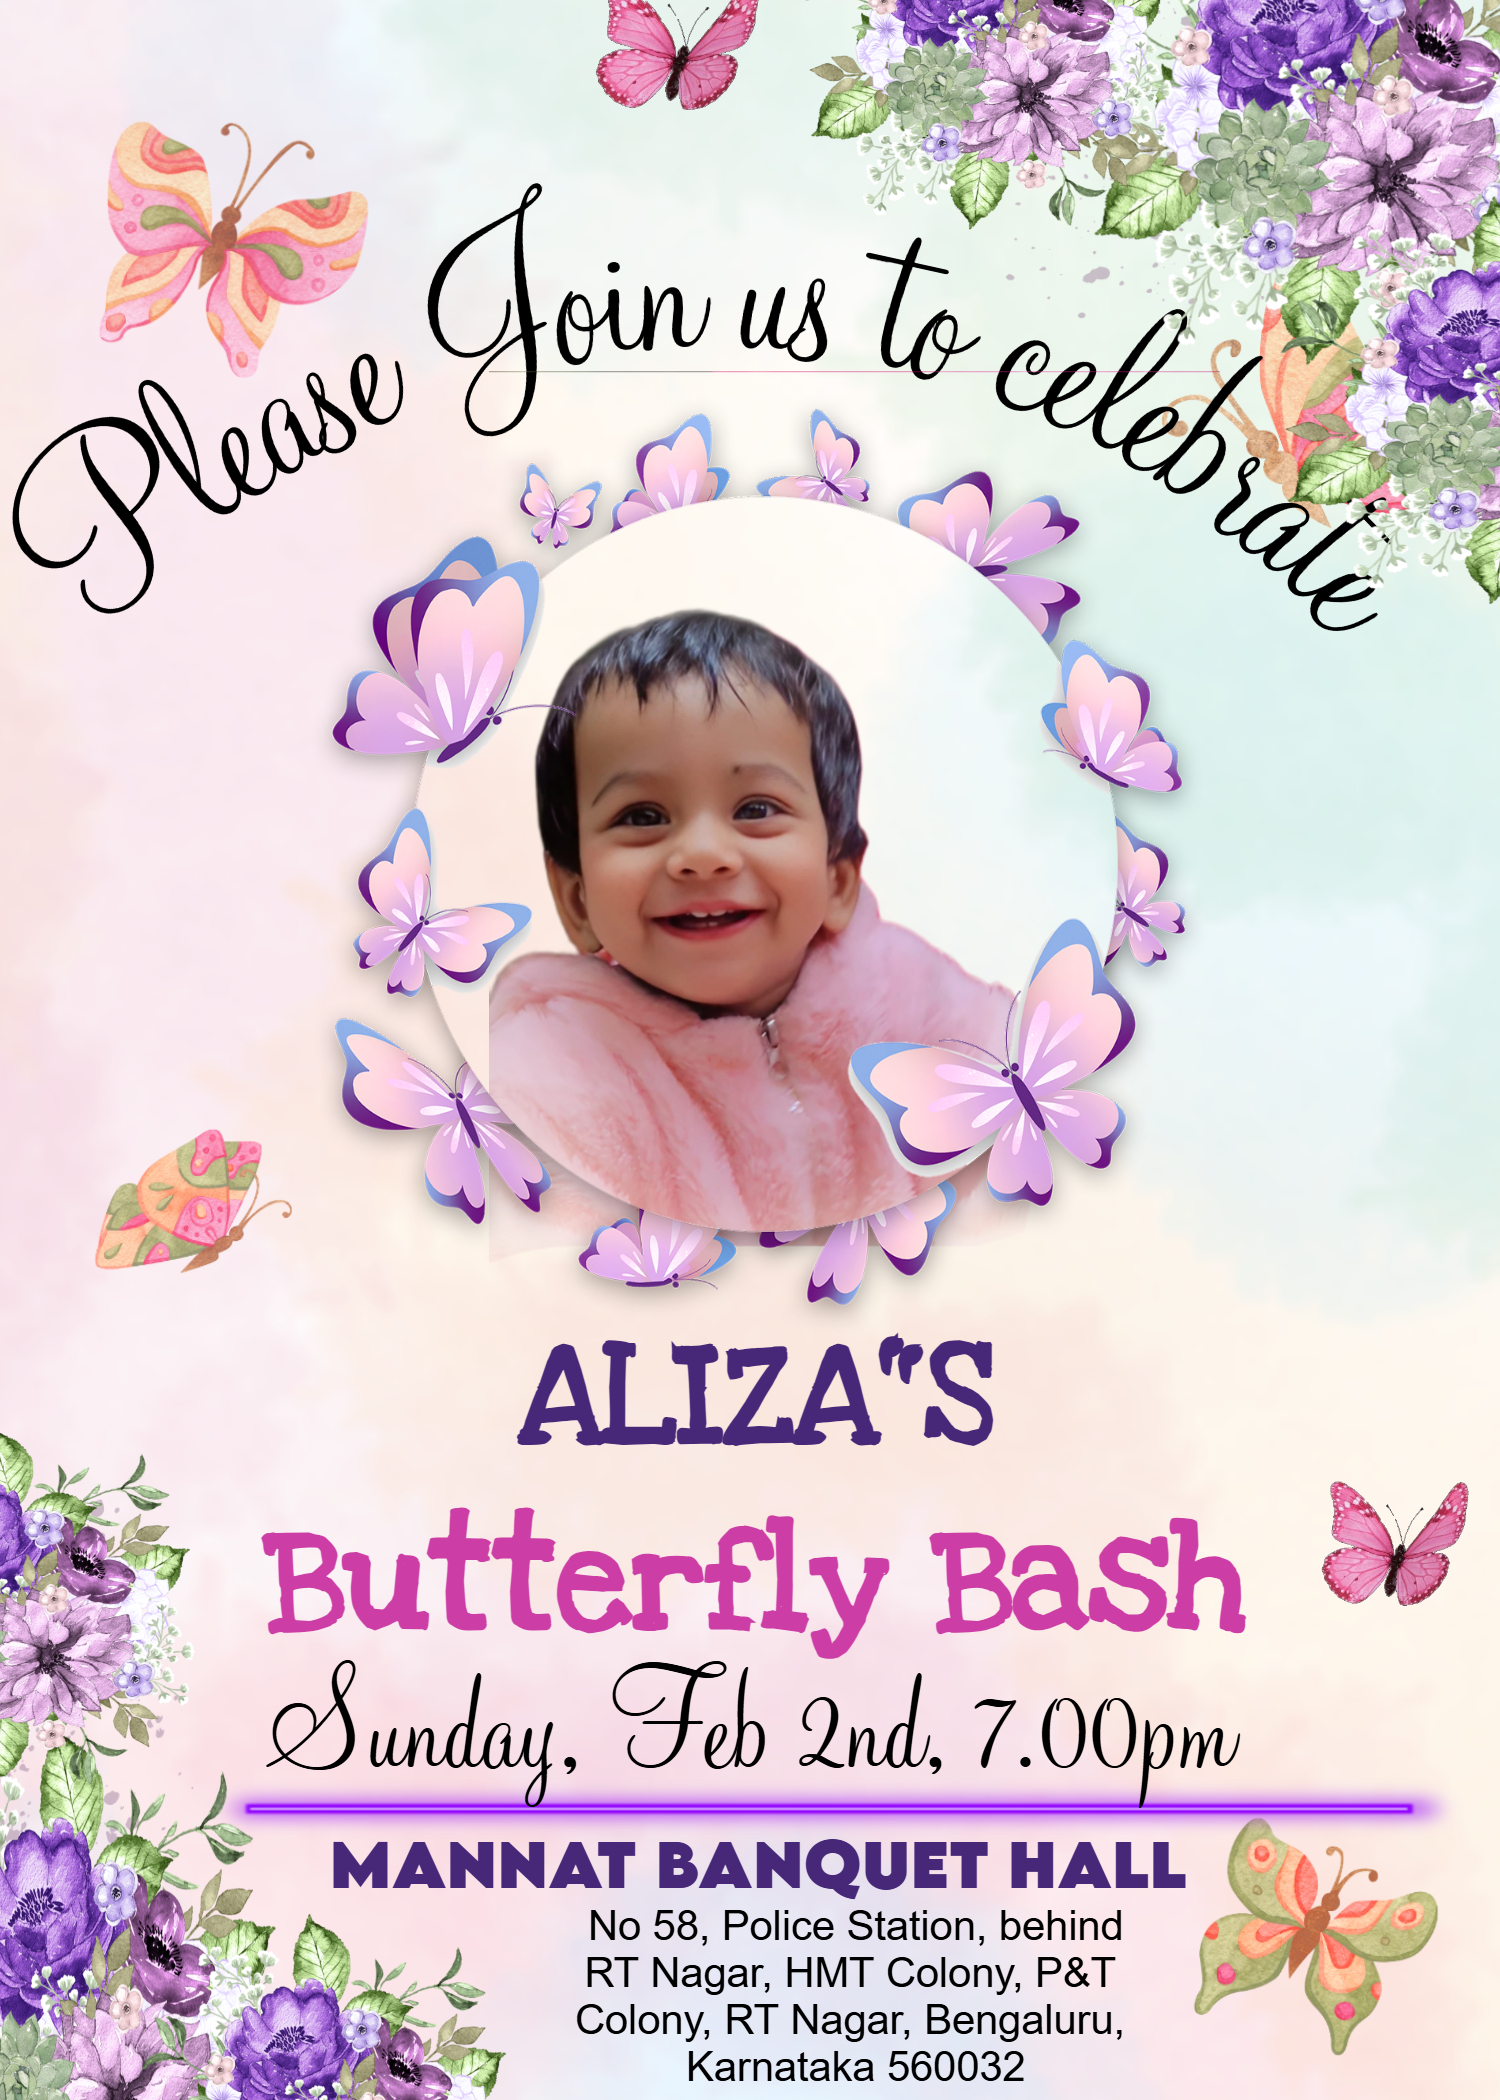 Please Join us to celebrate
ALIZA"S
Butterfly Bash
Sunday, Feb 2nd, 7.00pm
MANNAT BANQUET HALL
No 58, Police Station, behind
RT Nagar, HMT Colony, P&T
Colony, RT Nagar, Bengaluru,
Karnataka 560032